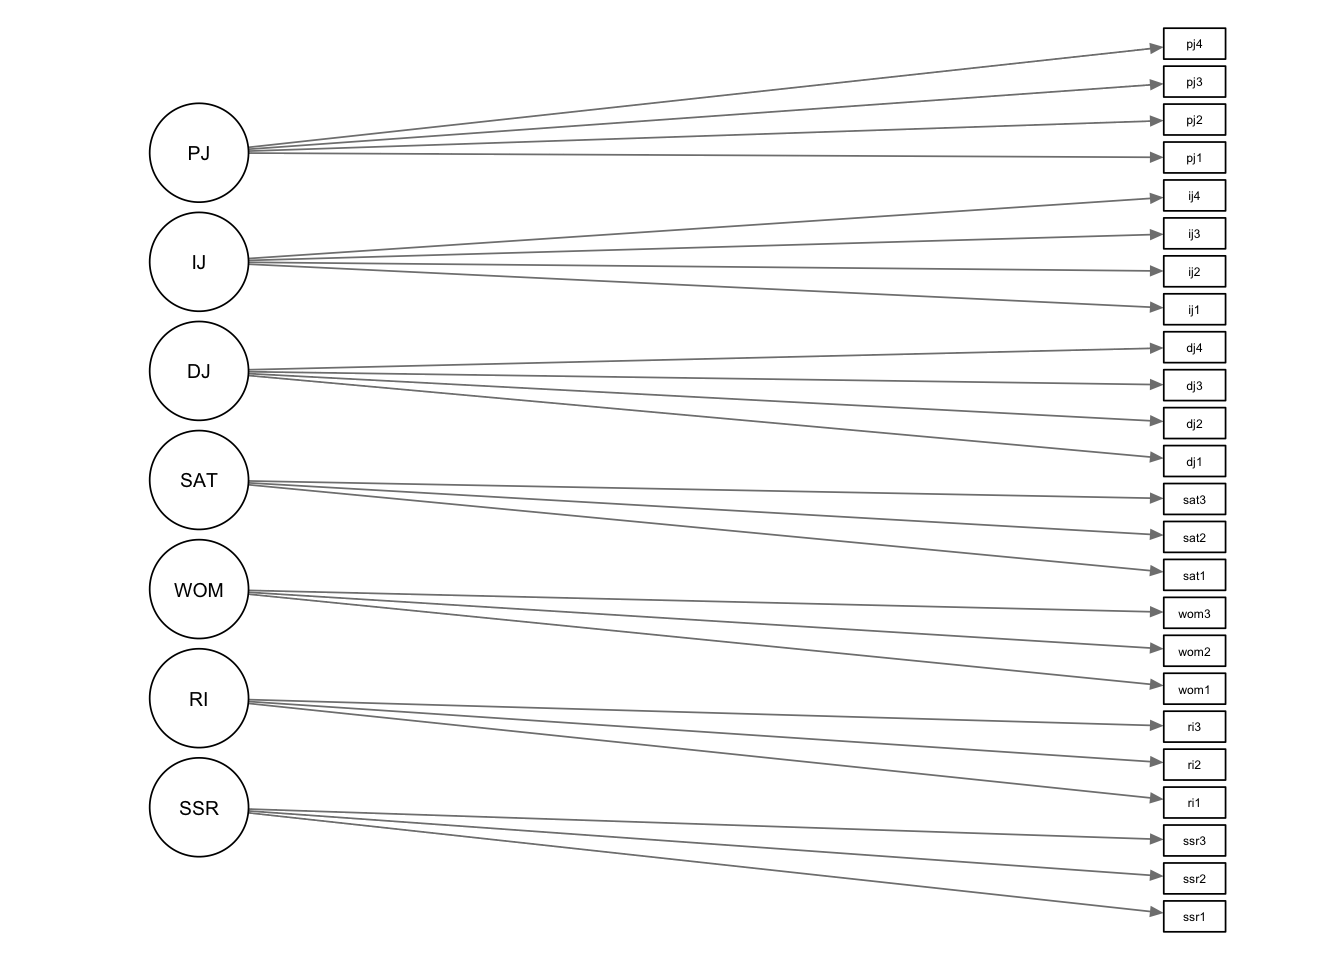 PJ
IJ
DJ
SAT
WOM
RI
SSR
pj4
pj3
pj2
pj1
ij4
ij3
ij2
ij1
dj4
dj3
dj2
dj1
sat3
sat2
sat1
wom3
wom2
wom1
ri3
ri2
ri1
ssr3
ssr2
ssr1